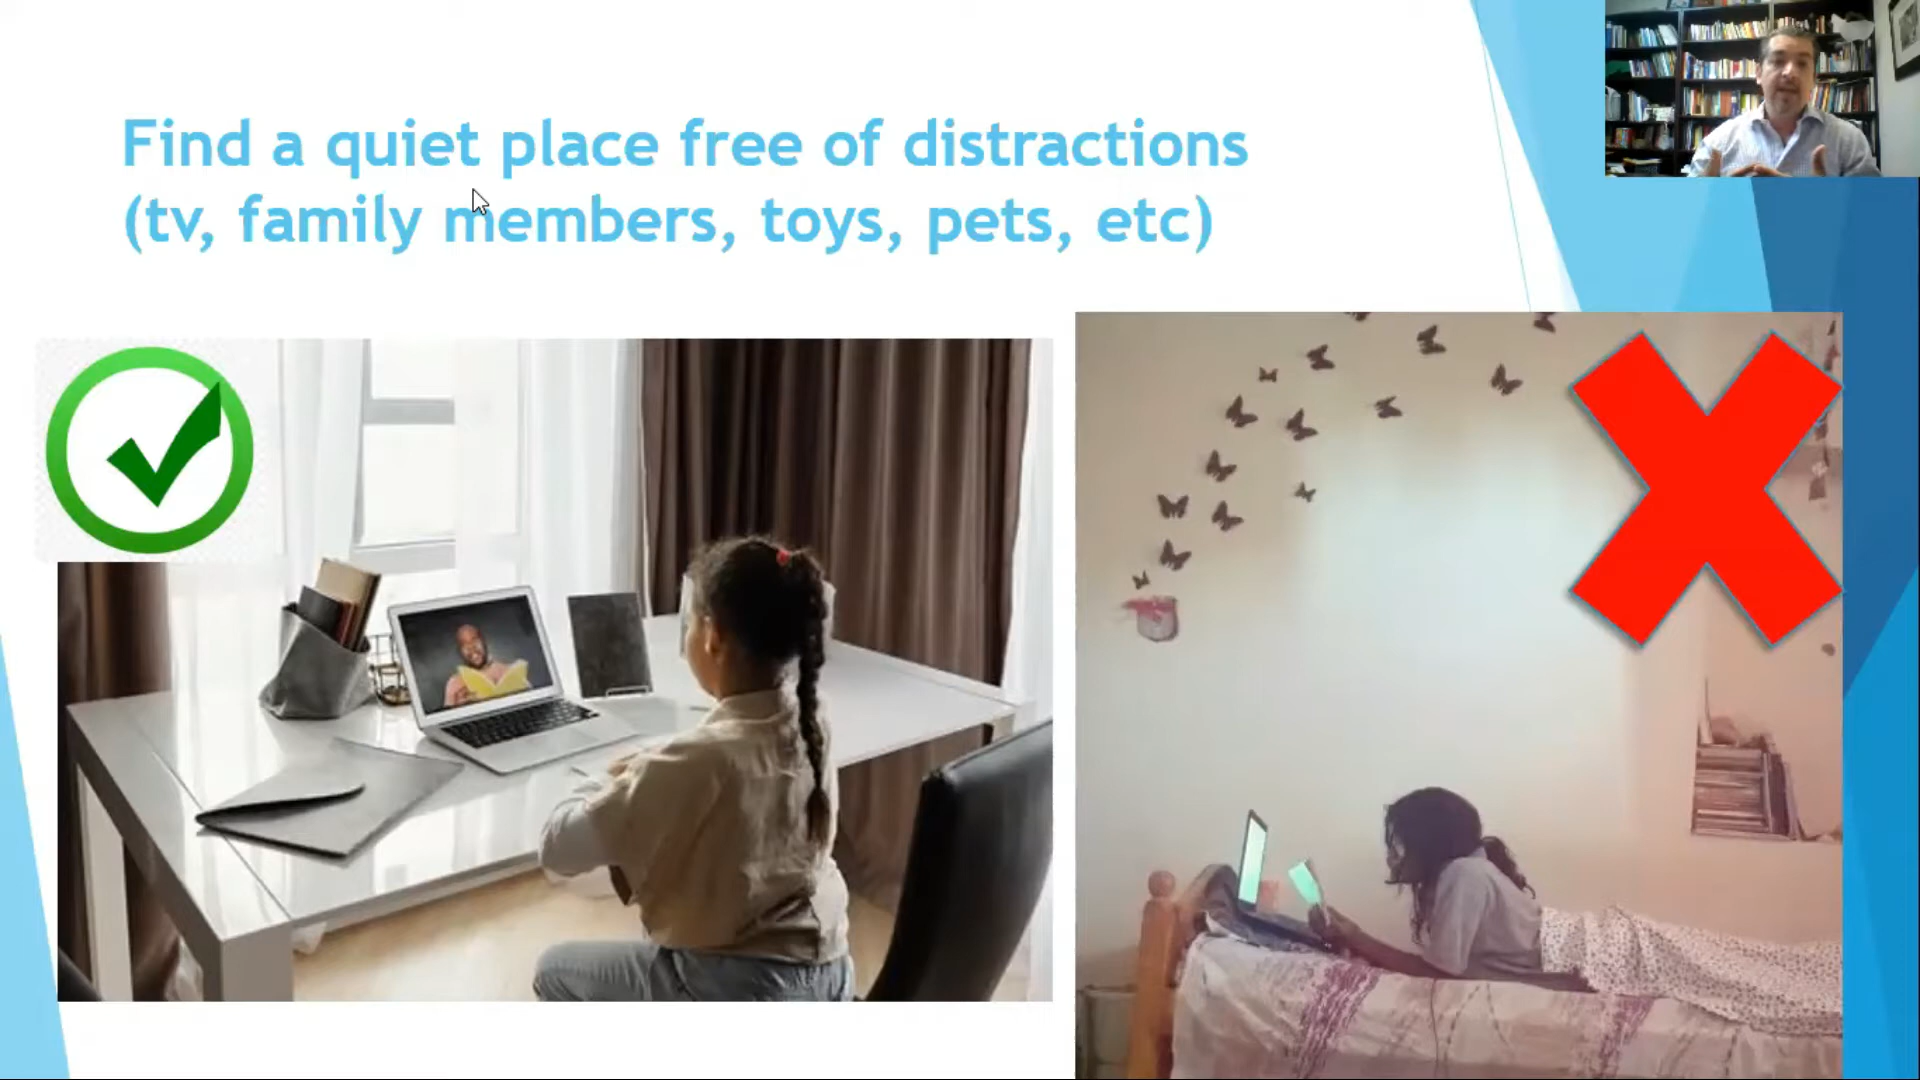 Find a quiet place free of distractions
(tv, family members, toys, pets, etc)